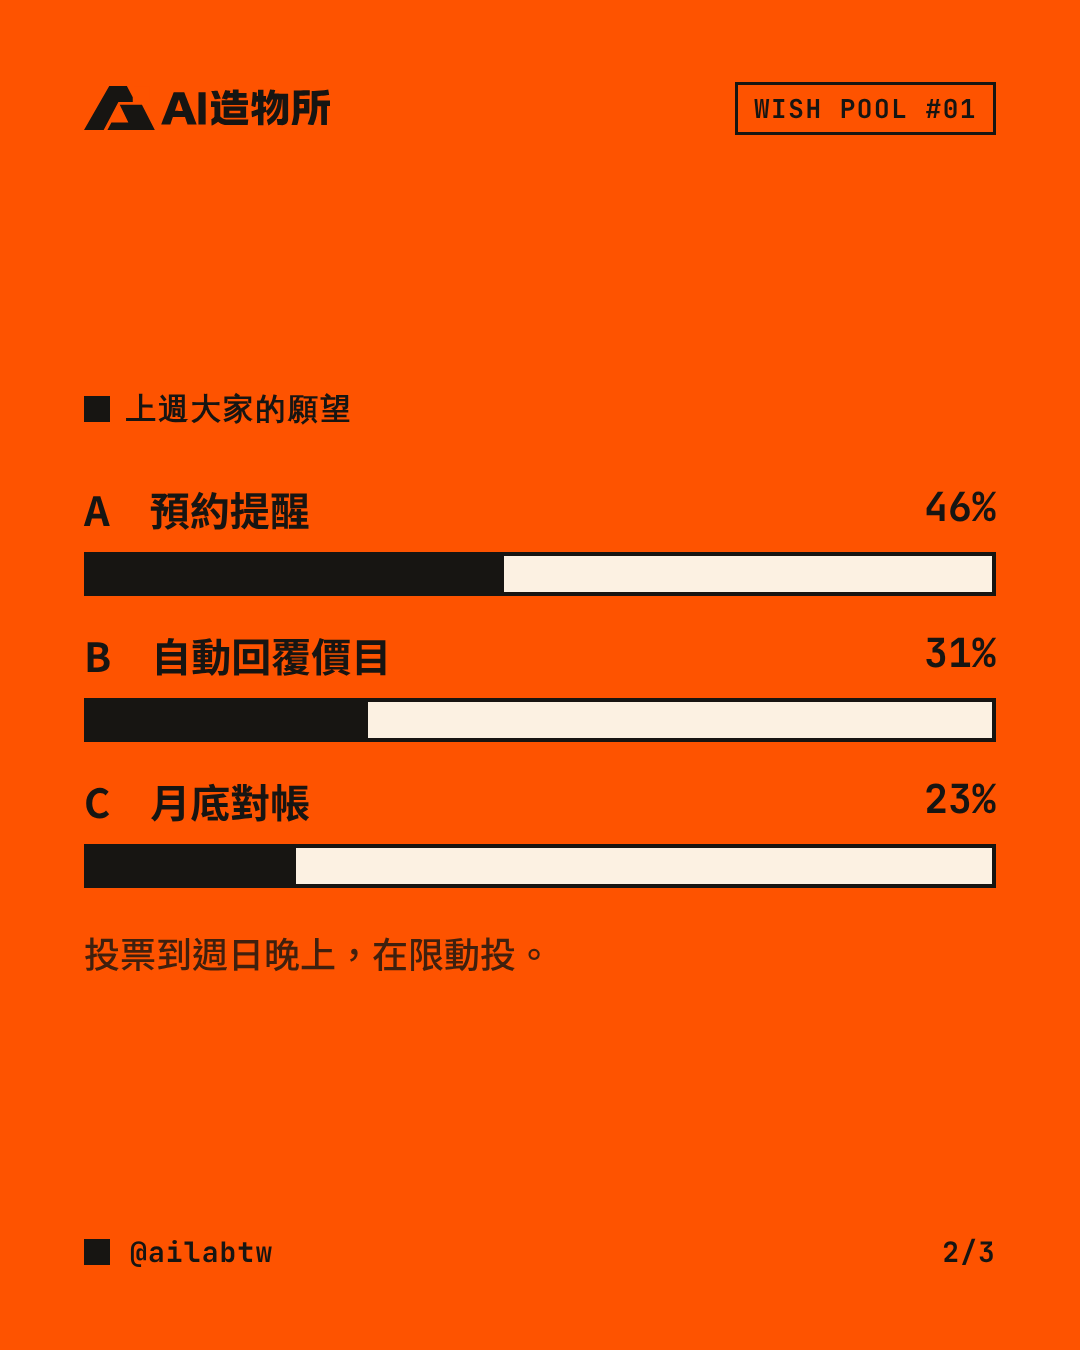 AI造物所
WISH POOL #01
上週大家的願望
A 預約提醒 46%
B 自動回覆價目 31%
C 月底對帳 23%
投票到週日晚上，在限動投。
@ailabtw 2/3